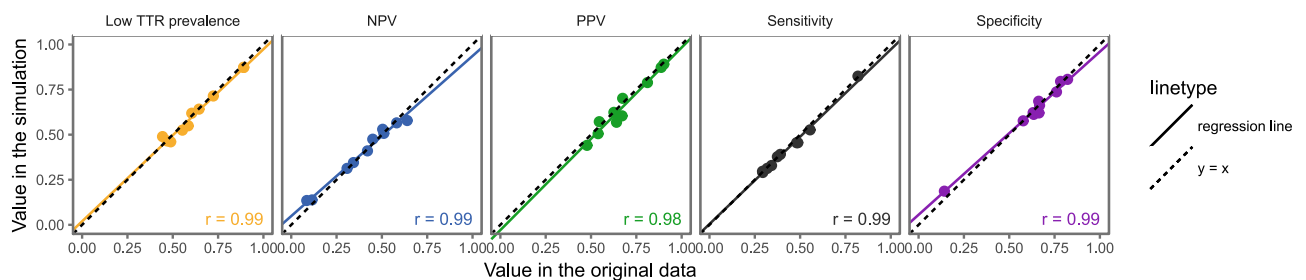 Low TTR prevalence
NPV
PPV
Sensitivity
Specificity
Value in the simulation
1.00
0.75
0.50
0.25
0.00
r = 0.99
r = 0.99
r = 0.98
r = 0.99
r = 0.99
0.00 0.25 0.50 0.75 1.00
0.00 0.25 0.50 0.75 1.00
0.00 0.25 0.50 0.75 1.00
0.00 0.25 0.50 0.75 1.00
0.00 0.25 0.50 0.75 1.00
Value in the original data
linetype
regression line
y = x